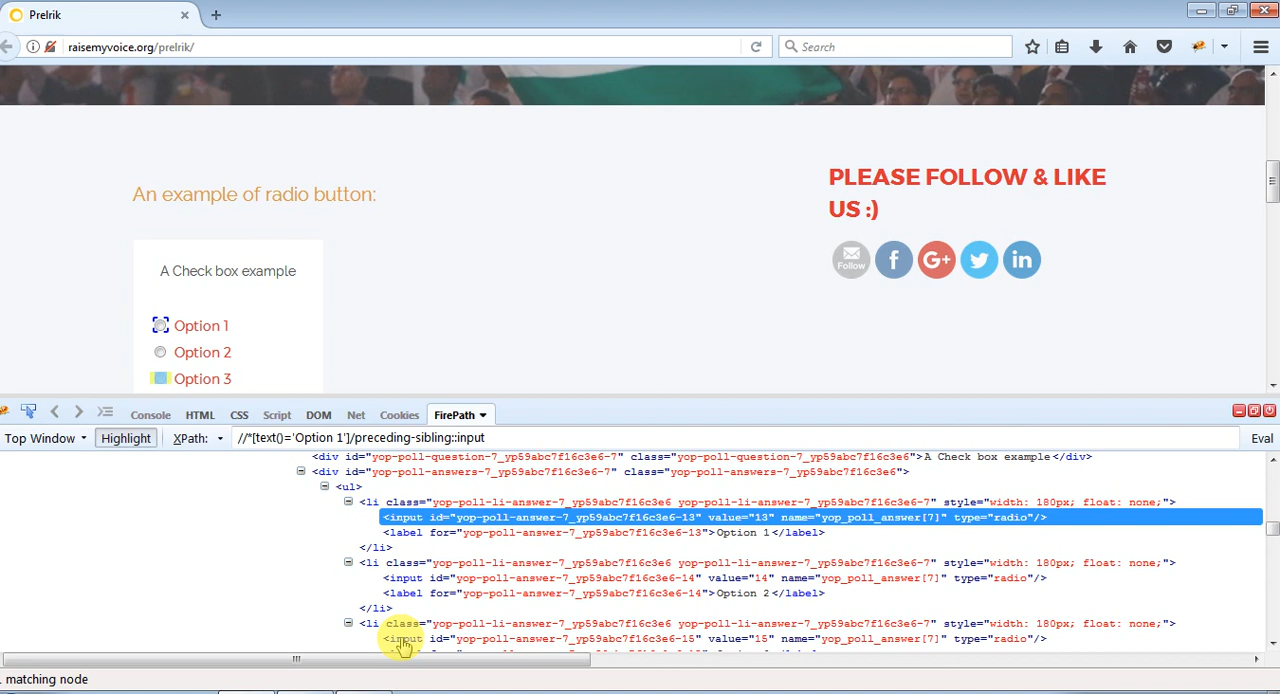 Prelrik
raisemyvoice.org/prelrik/
Search
An example of radio button:
PLEASE FOLLOW & LIKE
US :)
Follow
A Check box example
Option 1
Option 2
Option 3
Console HTML CSS Script DOM Net Cookies FirePath
Top Window Highlight XPath: //*[text()='Option 1']/preceding-sibling::input Eval
<div id="yop-poll-question-7_yp59abc7f16c3e6-7" class="yop-poll-question-7_yp59abc7f16c3e6">A Check box example</div>
<div id="yop-poll-answers-7_yp59abc7f16c3e6-7" class="yop-poll-answers-7_yp59abc7f16c3e6">
<ul>
<li class="yop-poll-li-answer-7_yp59abc7f16c3e6 yop-poll-li-answer-7_yp59abc7f16c3e6-7" style="width: 180px; float: none;">
<input id="yop-poll-answer-7_yp59abc7f16c3e6-13" value="13" name="yop_poll_answer[7]" type="radio"/>
<label for="yop-poll-answer-7_yp59abc7f16c3e6-13">Option 1</label>
</li>
<li class="yop-poll-li-answer-7_yp59abc7f16c3e6 yop-poll-li-answer-7_yp59abc7f16c3e6-7" style="width: 180px; float: none;">
<input id="yop-poll-answer-7_yp59abc7f16c3e6-14" value="14" name="yop_poll_answer[7]" type="radio"/>
<label for="yop-poll-answer-7_yp59abc7f16c3e6-14">Option 2</label>
</li>
<li class="yop-poll-li-answer-7_yp59abc7f16c3e6 yop-poll-li-answer-7_yp59abc7f16c3e6-7" style="width: 180px; float: none;">
<input id="yop-poll-answer-7_yp59abc7f16c3e6-15" value="15" name="yop_poll_answer[7]" type="radio"/>
matching node